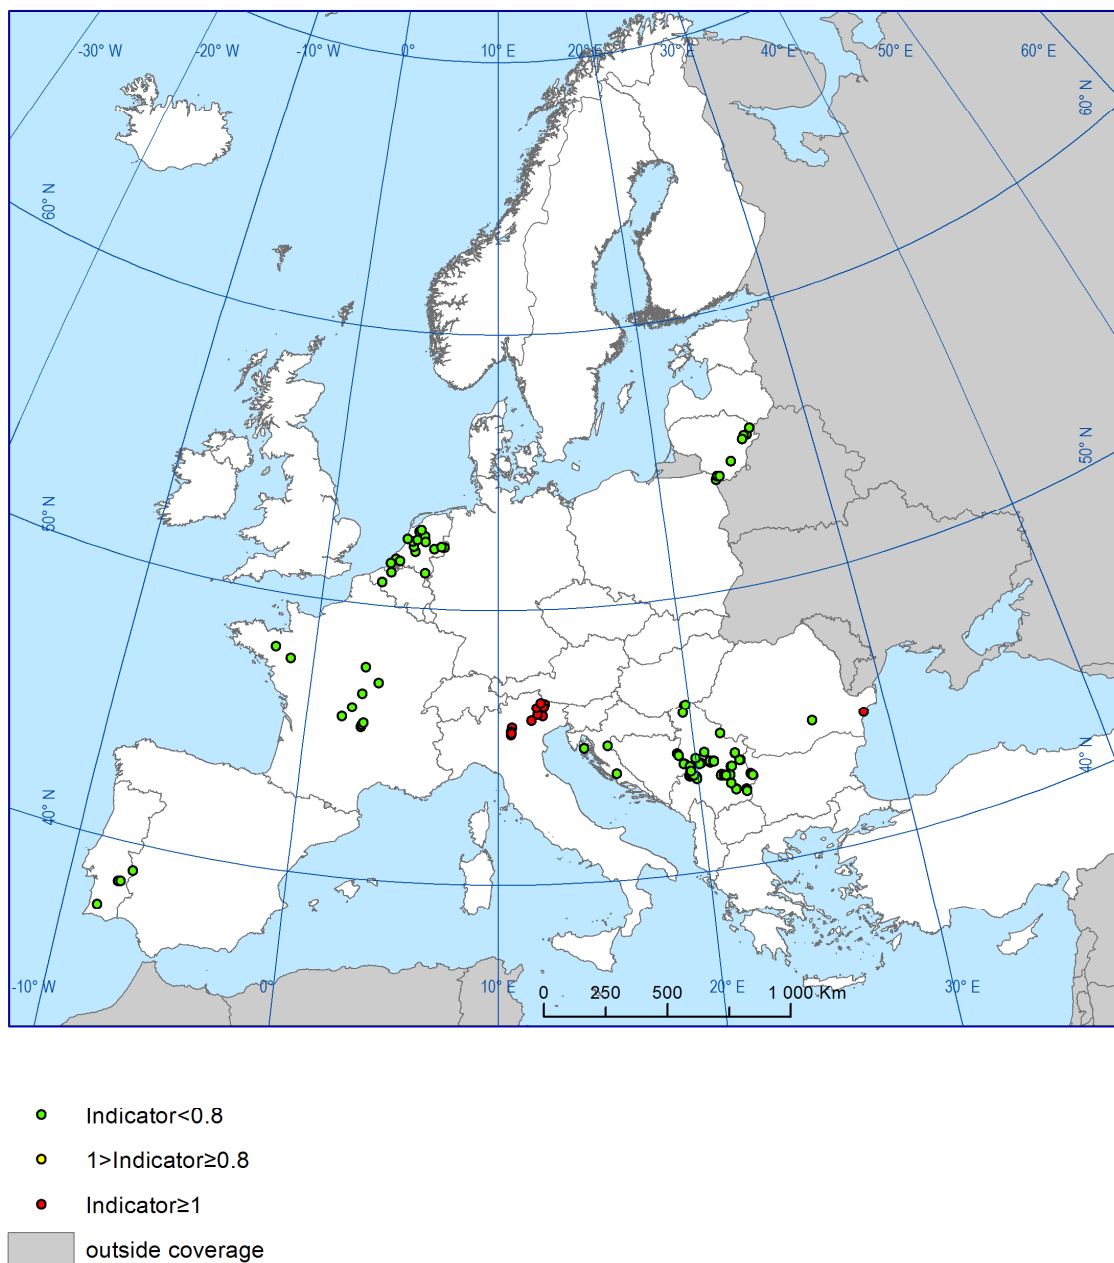 -30° W -20° W -10° W 0° 10° E 20° E 30° E 40° E 50° E 60° E
60° N
60° N
50° N
50° N
40° N
40° N
-10° W 0° 10° E 20° E 30° E
0 250 500 1 000 Km
Indicator<0.8
1>Indicator≥0.8
Indicator≥1
outside coverage